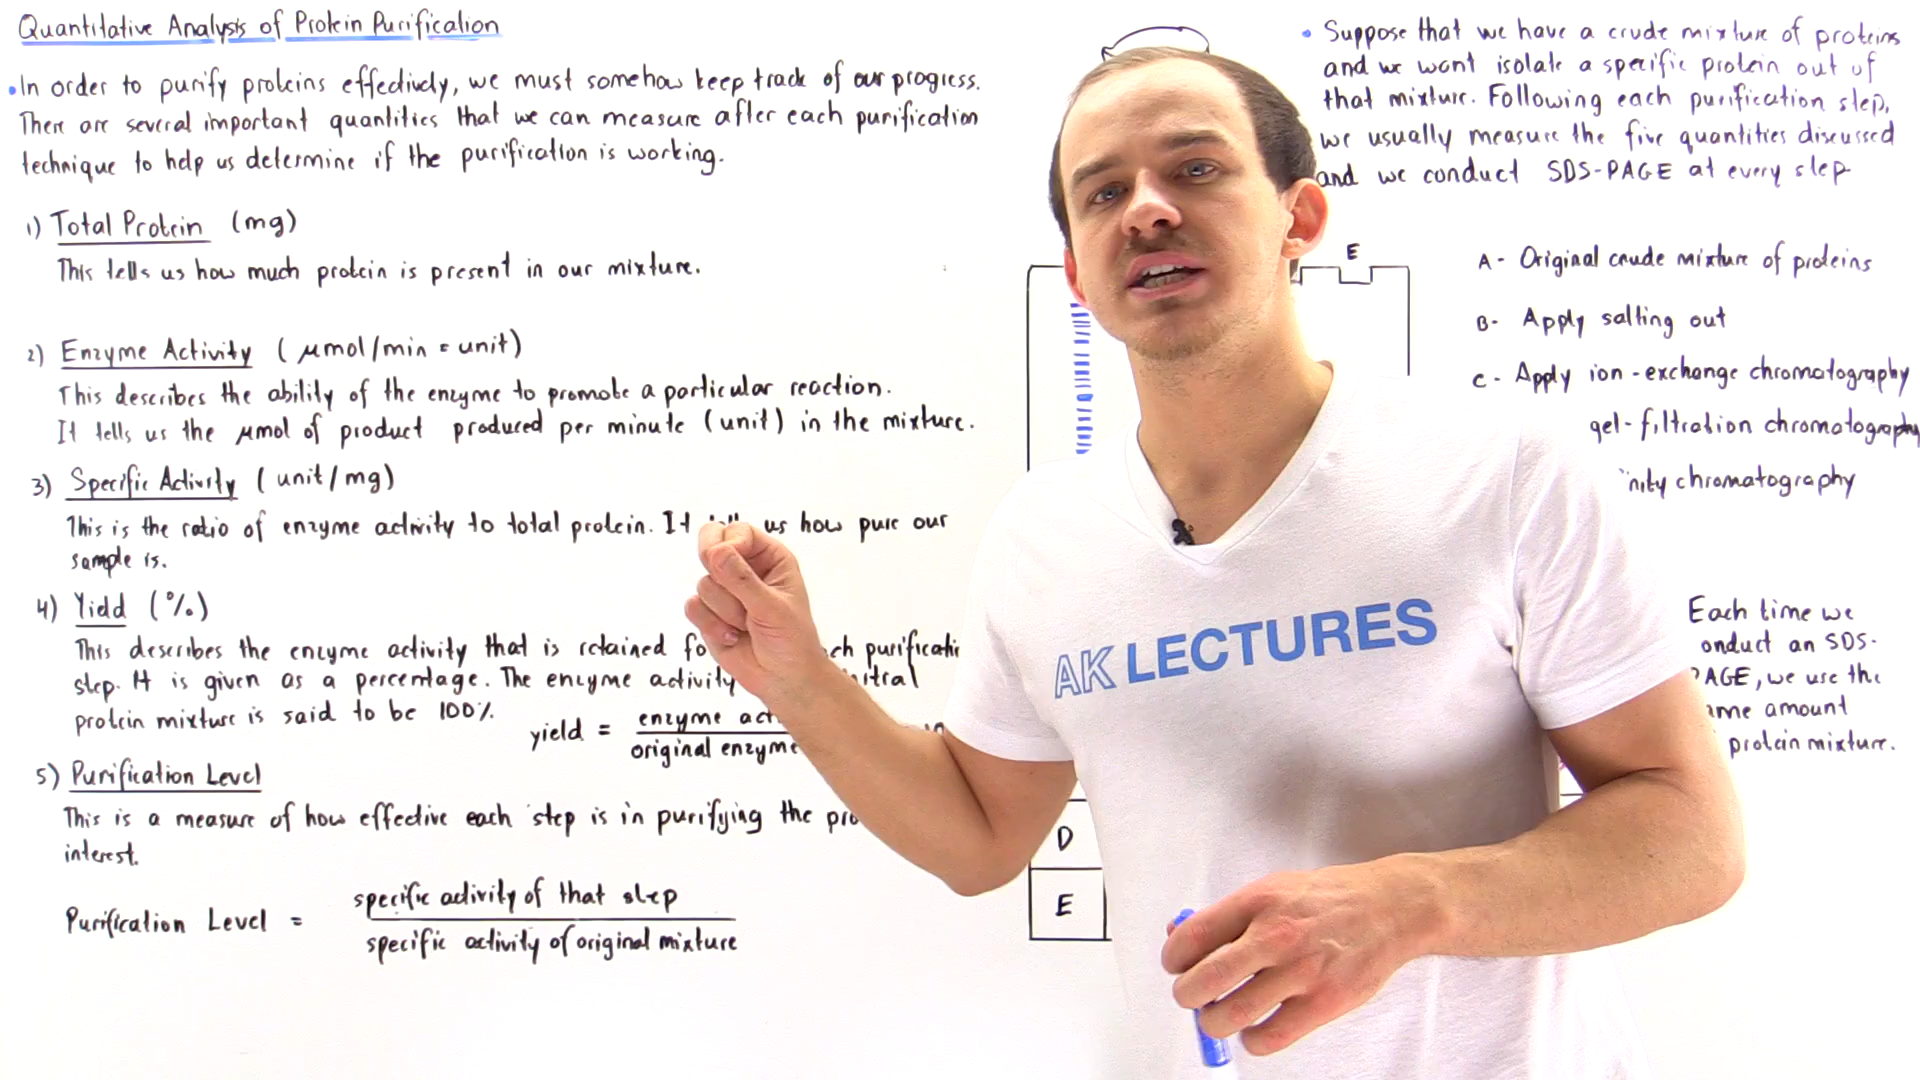 Quantitative Analysis of Protein Purification
• In order to purify proteins effectively, we must somehow keep track of our progress.
There are several important quantities that we can measure after each purification
technique to help us determine if the purification is working.
1) Total Protein (mg)
This tells us how much protein is present in our mixture.
2) Enzyme Activity (μmol/min = unit)
This describes the ability of the enzyme to promote a particular reaction.
It tells us the μmol of product produced per minute (unit) in the mixture.
3) Specific Activity (unit/mg)
This is the ratio of enzyme activity to total protein. It us how pure our
sample is.
4) Yield (%)
This describes the enzyme activity that is retained
step. It is given as a percentage. The enzyme activity
protein mixture is said to be 100%.
yield = enzyme
original enzyme
5) Purification Level
This is a measure of how effective each step is in purifying the
interest.
Purification Level =
specific activity of that step
specific activity of original mixture
• Suppose that we have a crude mixture of proteins
and we want isolate a specific protein out of
that mixture. Following each purification step,
we usually measure the five quantities discussed
and we conduct SDS-PAGE at every step
E
A - Original crude mixture of proteins
B - Apply salting out
C - Apply ion-exchange chromatography
gel-filtration chromatography
chromatography
D
E
Each time we
onduct an SDS-
PAGE, we use the
amount
protein mixture.
AK LECTURES